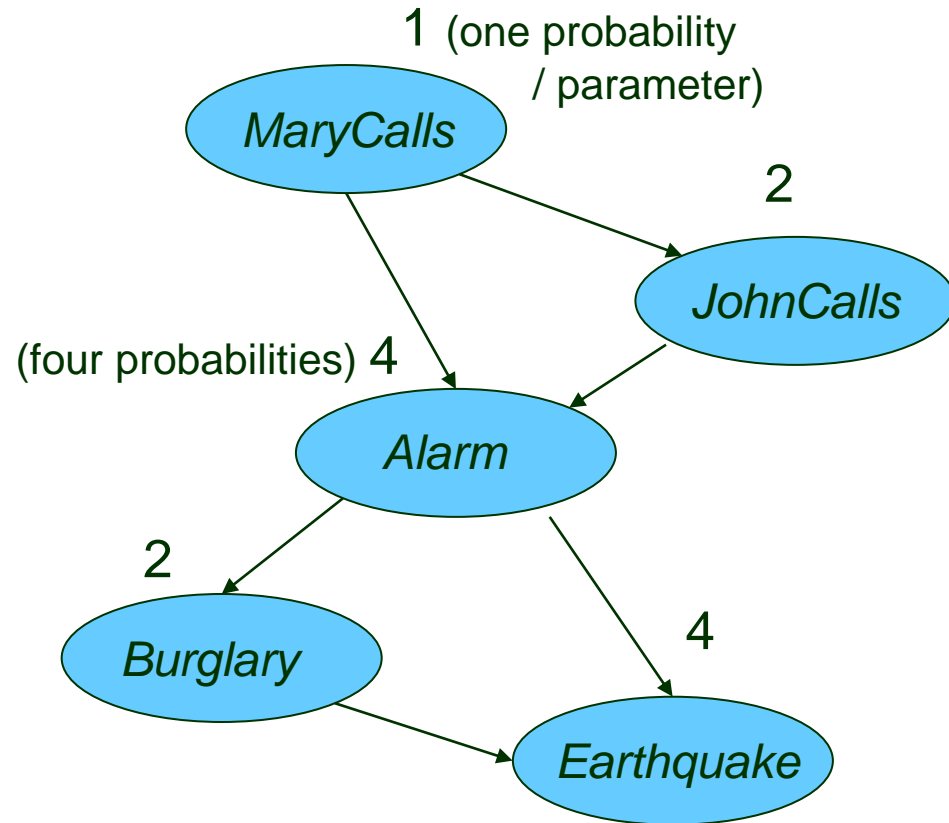 1 (one probability
/ parameter)
MaryCalls
2
JohnCalls
(four probabilities) 4
Alarm
2
Burglary
4
Earthquake